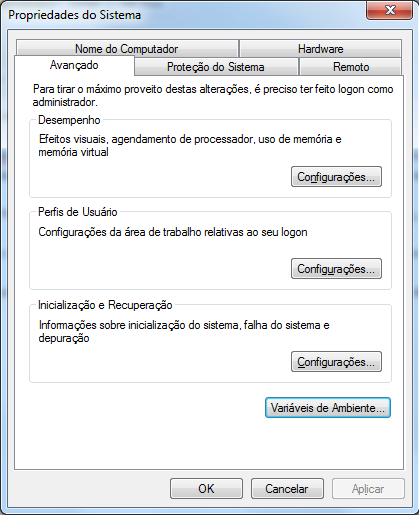 Propriedades do Sistema
Nome do Computador
Hardware
Avançado
Proteção do Sistema
Remoto
Para tirar o máximo proveito destas alterações, é preciso ter feito logon como
administrador.
Desempenho
Efeitos visuais, agendamento de processador, uso de memória e
memória virtual
Configurações...
Perfis de Usuário
Configurações da área de trabalho relativas ao seu logon
Configurações...
Inicialização e Recuperação
Informações sobre inicialização do sistema, falha do sistema e
depuração
Configurações...
Variáveis de Ambiente...
OK
Cancelar
Aplicar